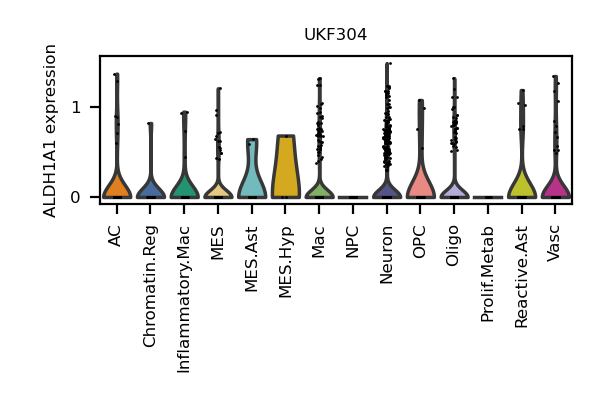 UKF304
ALDH1A1 expression
1
0
AC
Chromatin.Reg
Inflammatory.Mac
MES
MES.Ast
MES.Hyp
Mac
NPC
Neuron
OPC
Oligo
Prolif.Metab
Reactive.Ast
Vasc